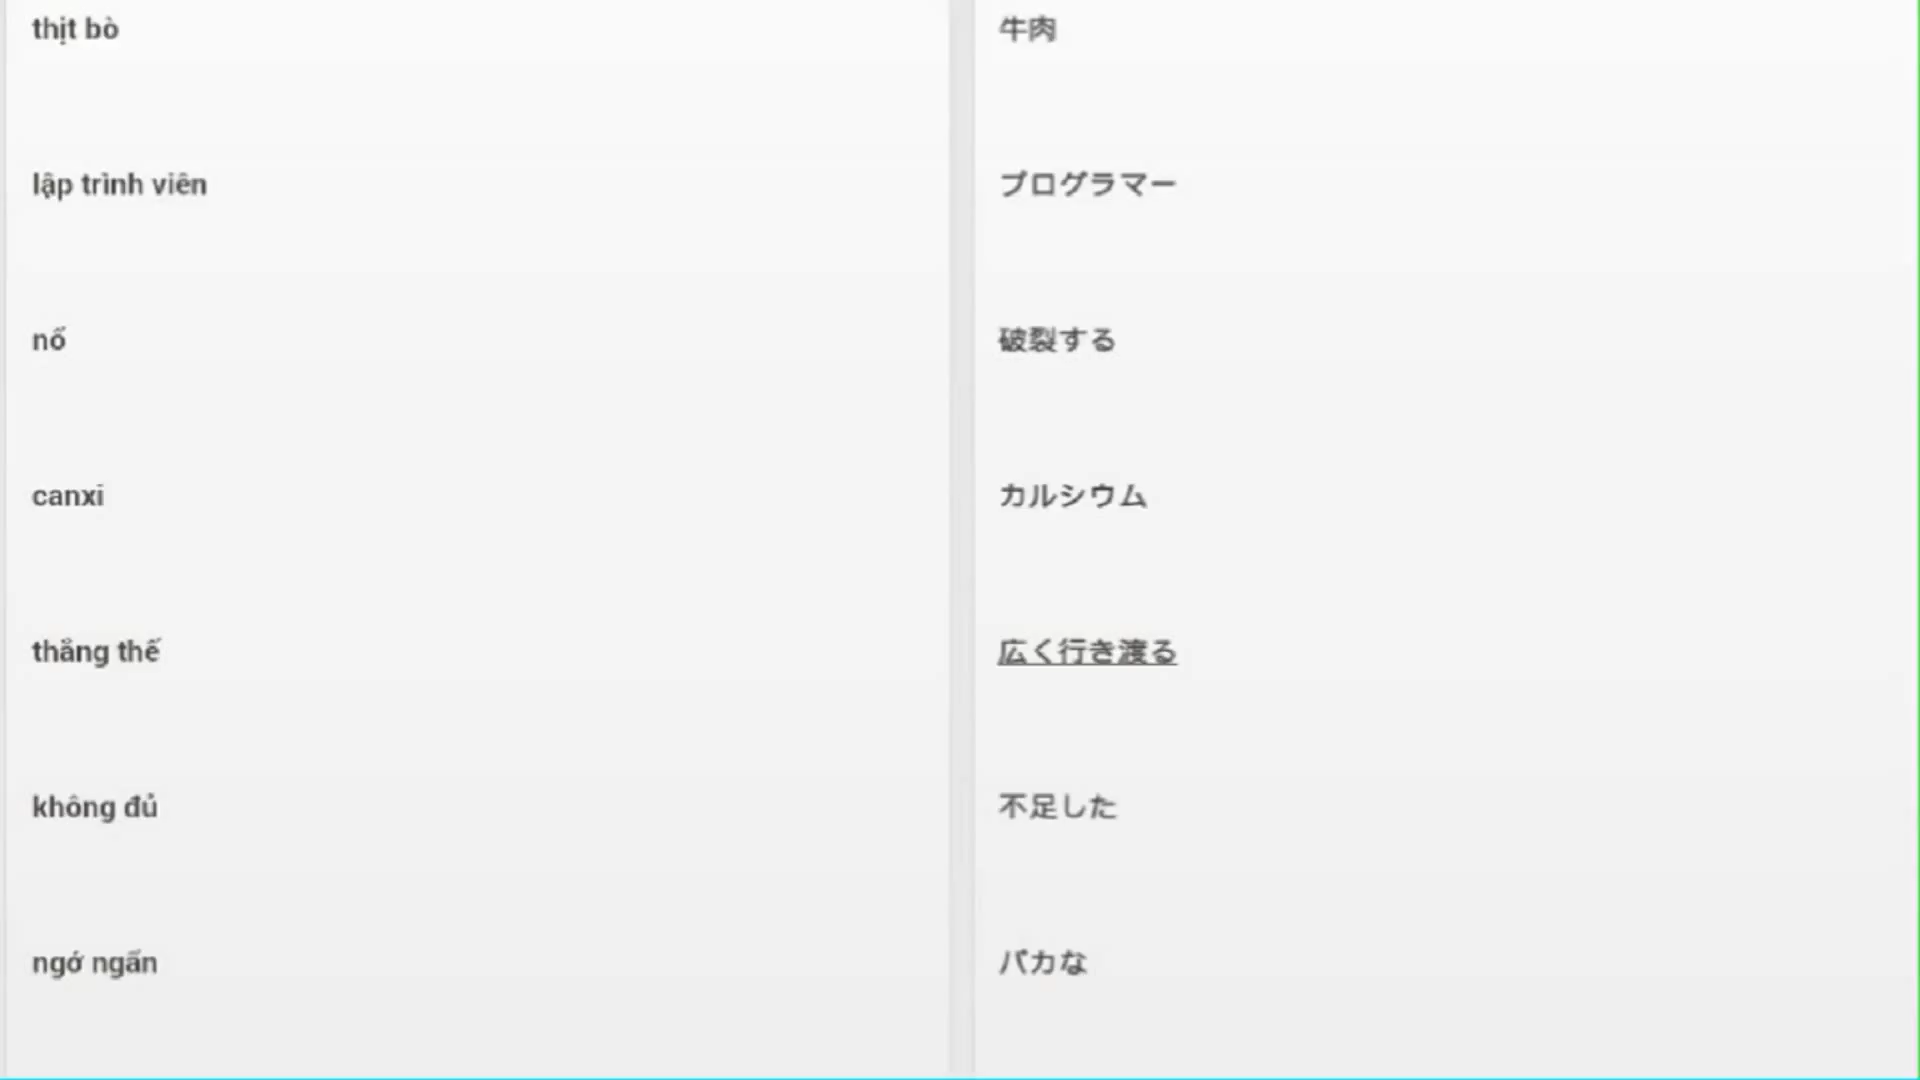 thịt bò
牛肉
lập trình viên
プログラマー
nổ
破裂する
canxi
カルシウム
thắng thế
広く行き渡る
không đủ
不足した
ngớ ngẩn
バカな